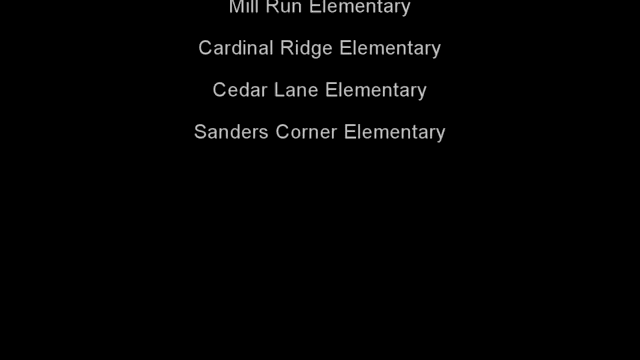 Mill Run Elementary
Cardinal Ridge Elementary
Cedar Lane Elementary
Sanders Corner Elementary